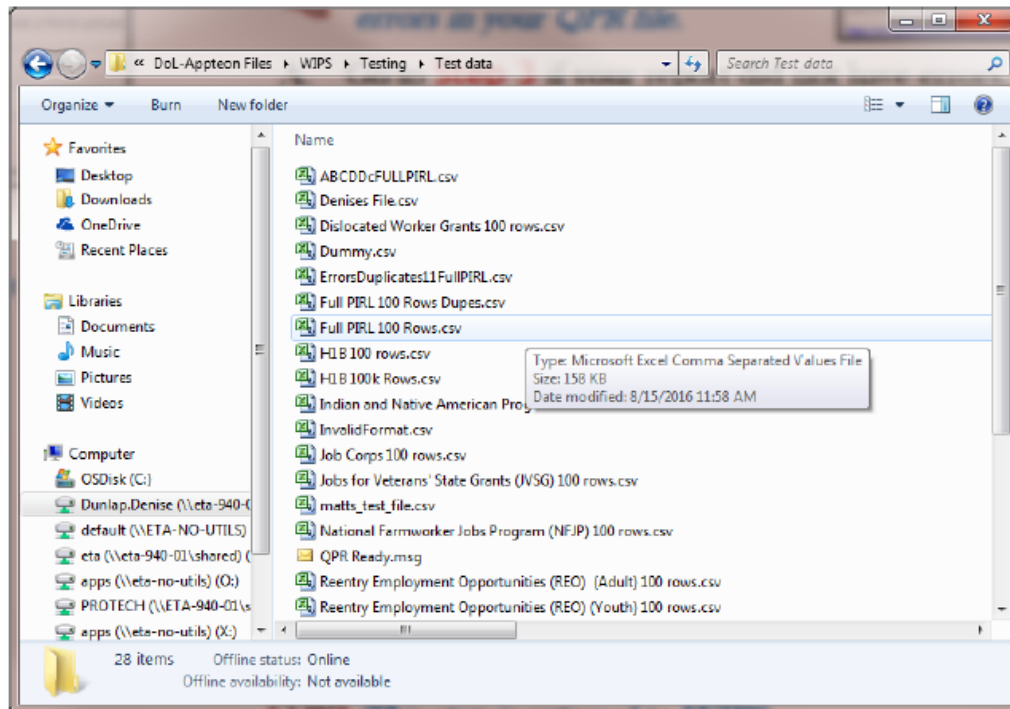 errors in your QPR file.
« DoL-Appteon Files ▸ WIPS ▸ Testing ▸ Test data
Search Test data
Organize
Burn
New folder
Favorites
Desktop
Downloads
OneDrive
Recent Places
Libraries
Documents
Music
Pictures
Videos
Computer
OSDisk (C:)
Dunlap.Denise (\\eta-940-0
default (\\ETA-NO-UTILS)
eta (\\eta-940-01\shared) (
apps (\\eta-no-utils) (O:)
PROTECH (\\ETA-940-01\s
apps (\\eta-no-utils) (X:)
Name
ABCDDcFULLPIRL.csv
Denises File.csv
Dislocated Worker Grants 100 rows.csv
Dummy.csv
ErrorsDuplicates11FullPIRL.csv
Full PIRL 100 Rows Dupes.csv
Full PIRL 100 Rows.csv
H1B 100 rows.csv
H1B 100k Rows.csv
Indian and Native American Prog
InvalidFormat.csv
Job Corps 100 rows.csv
Jobs for Veterans' State Grants (JVSG) 100 rows.csv
matts_test_file.csv
National Farmworker Jobs Program (NFJP) 100 rows.csv
QPR Ready.msg
Reentry Employment Opportunities (REO) (Adult) 100 rows.csv
Reentry Employment Opportunities (REO) (Youth) 100 rows.csv
Type: Microsoft Excel Comma Separated Values File
Size: 158 KB
Date modified: 8/15/2016 11:58 AM
28 items
Offline status: Online
Offline availability: Not available